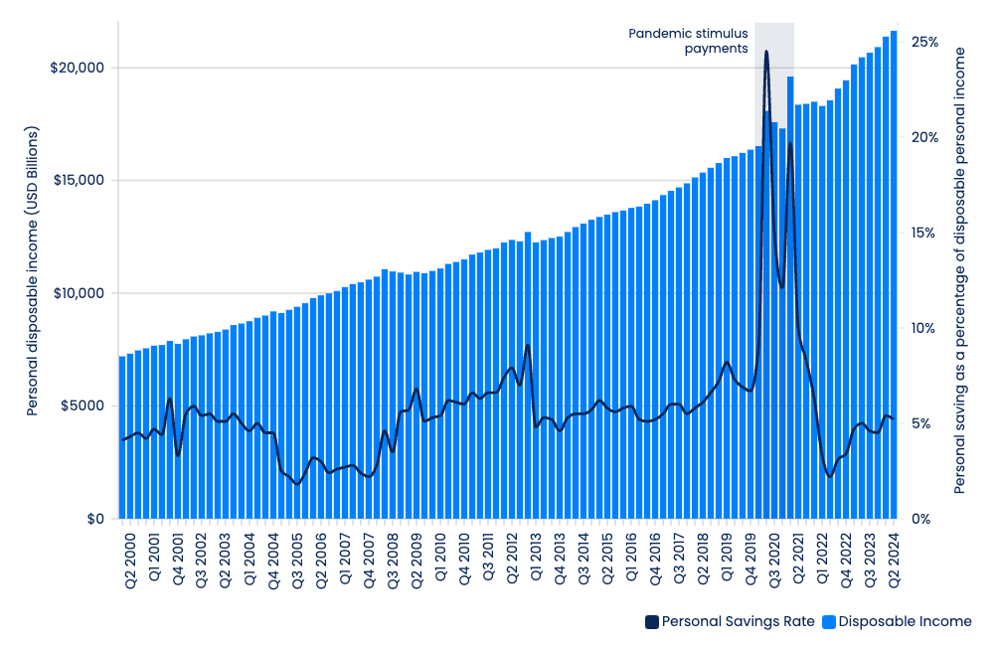 Pandemic stimulus
payments
Personal disposable income (USD Billions)
$20,000
$15,000
$10,000
$5000
$0
25%
20%
15%
10%
5%
0%
Personal saving as a percentage of disposable personal income
Q2 2000
Q1 2001
Q4 2001
Q3 2002
Q2 2003
Q1 2004
Q4 2004
Q3 2005
Q2 2006
Q1 2007
Q4 2007
Q3 2008
Q2 2009
Q1 2010
Q4 2010
Q3 2011
Q2 2012
Q1 2013
Q4 2013
Q3 2014
Q2 2015
Q1 2016
Q4 2016
Q3 2017
Q2 2018
Q1 2019
Q4 2019
Q3 2020
Q2 2021
Q1 2022
Q4 2022
Q3 2023
Q2 2024
Personal Savings Rate
Disposable Income